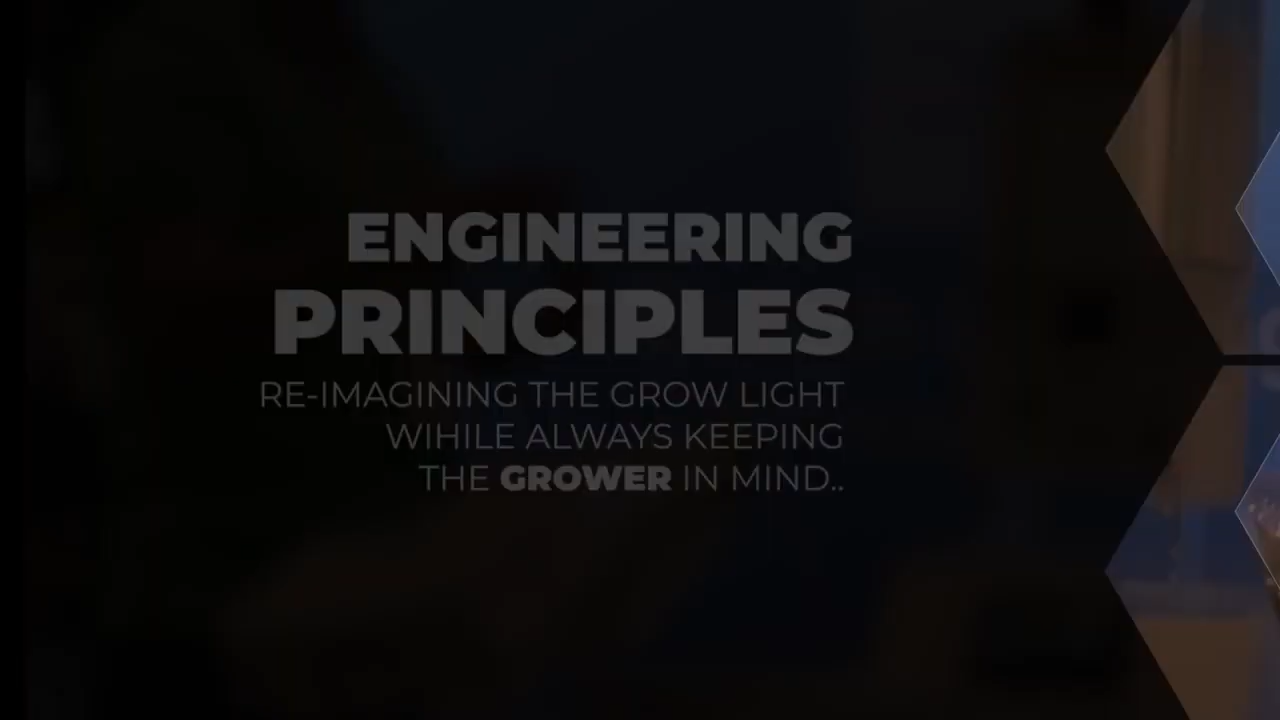 ENGINEERING
PRINCIPLES
RE-IMAGINING THE GROW LIGHT
WIHILE ALWAYS KEEPING
THE GROWER IN MIND..